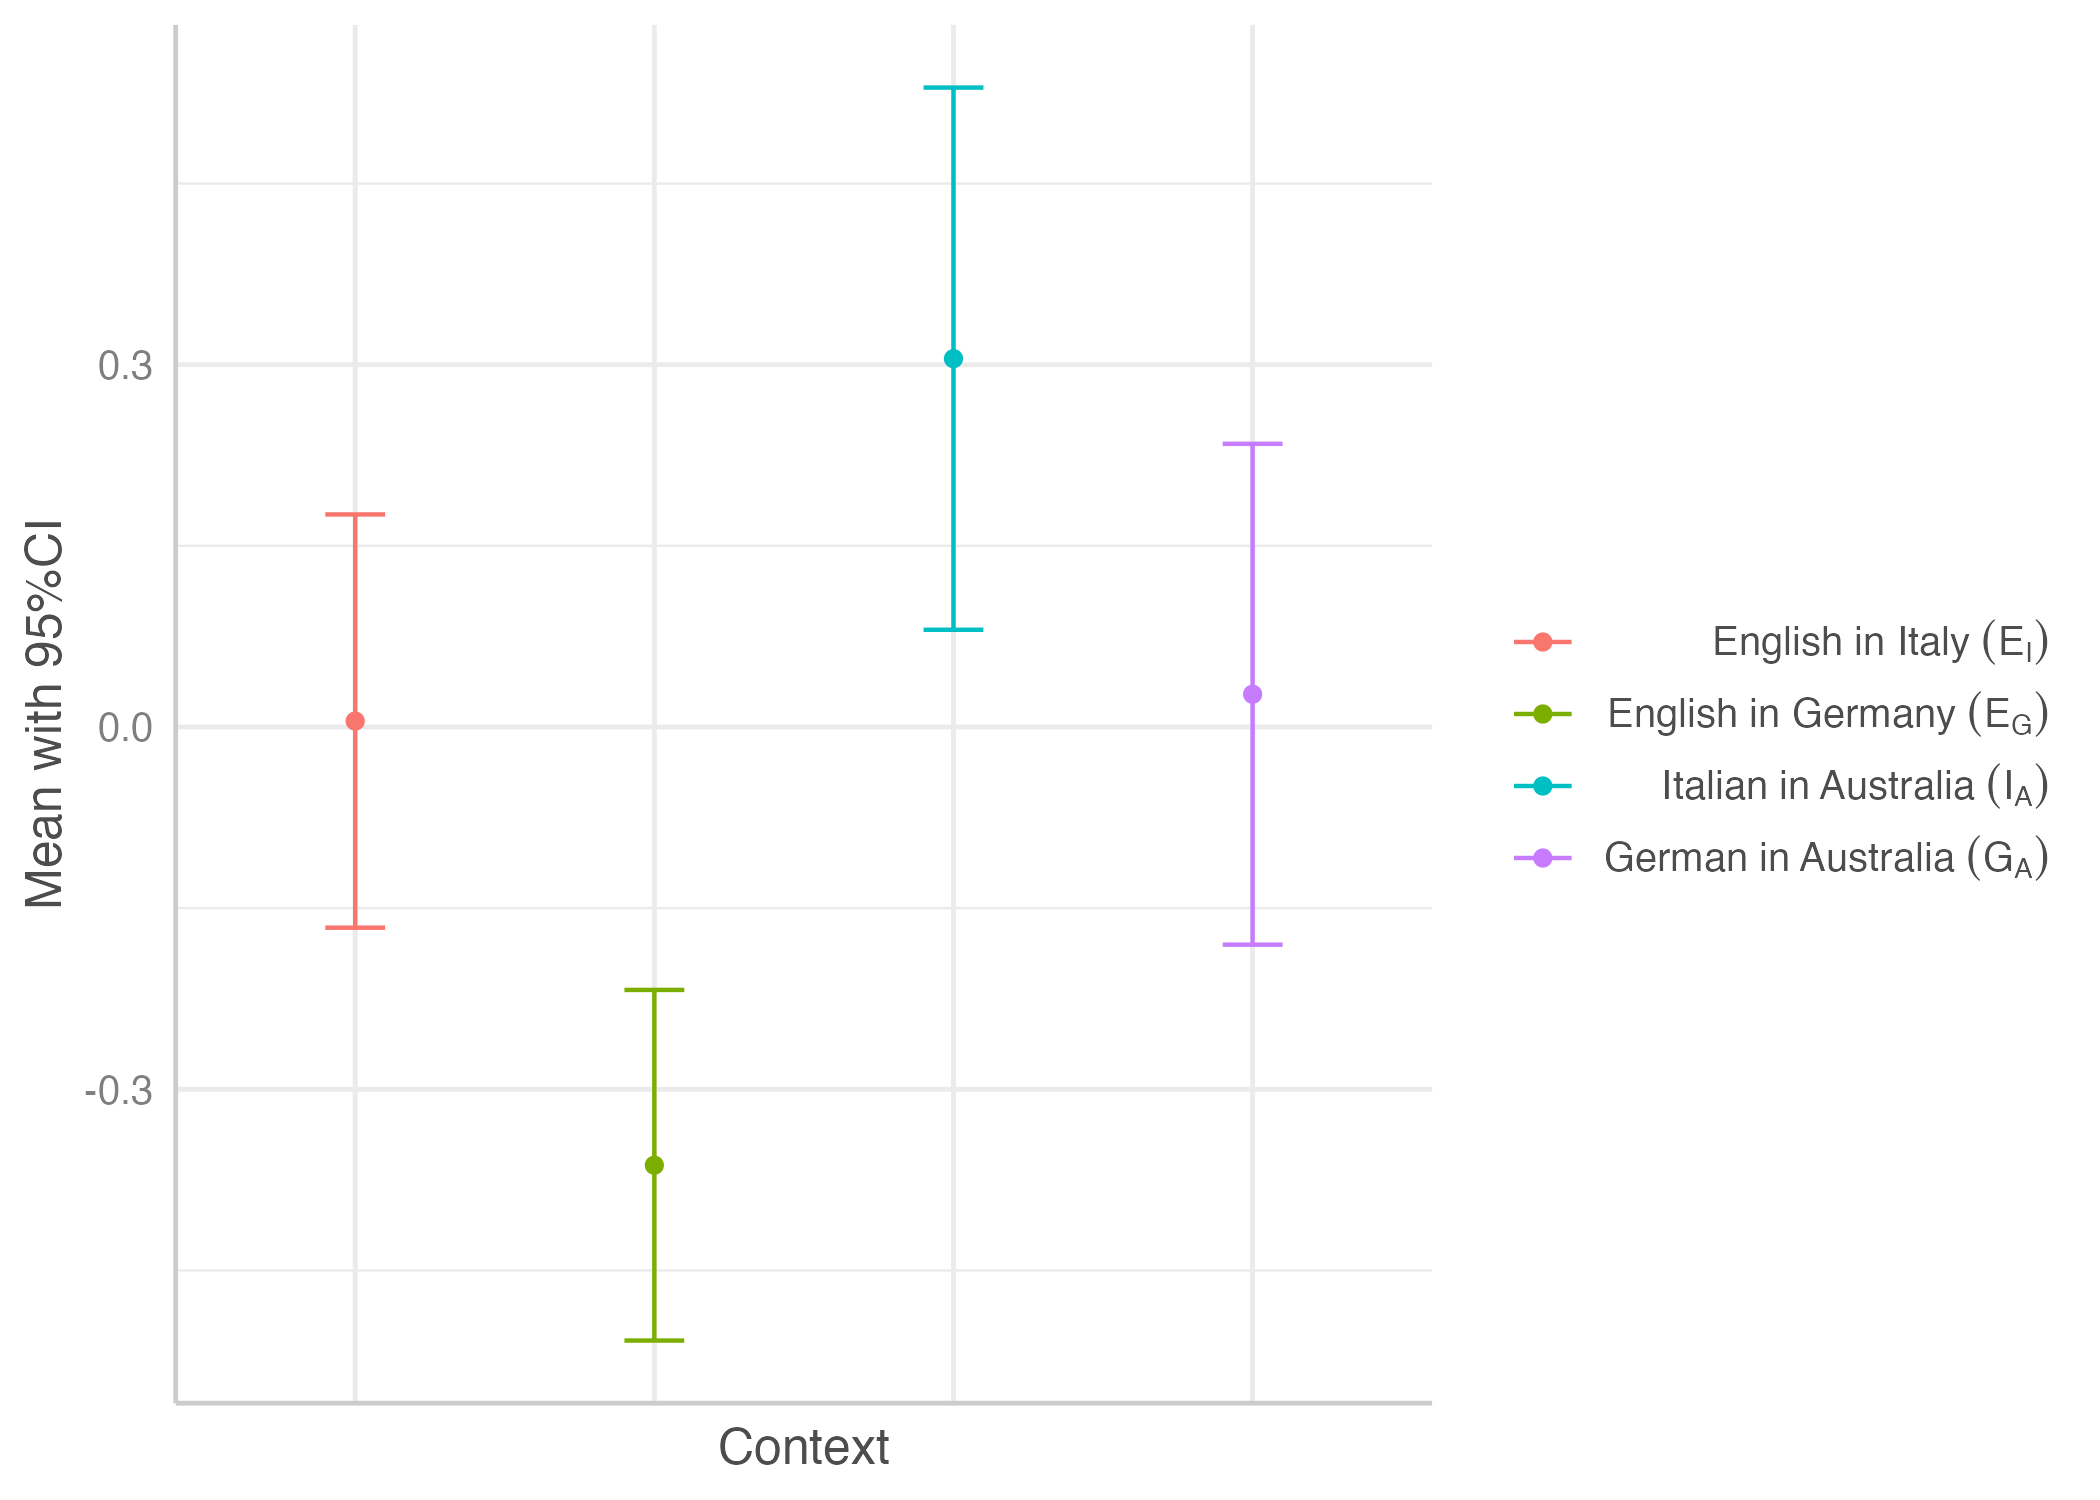 Mean with 95%CI
0.3
0.0
-0.3
Context
English in Italy (E_I)
English in Germany (E_G)
Italian in Australia (I_A)
German in Australia (G_A)